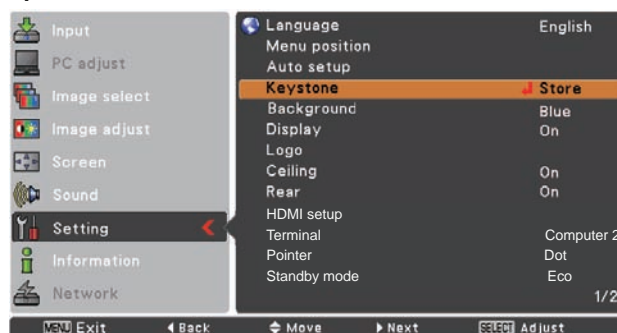 Input
PC adjust
Image select
Image adjust
Screen
Sound
Setting
Information
Network
Language English
Menu position
Auto setup
Keystone Store
Background Blue
Display On
Logo
Ceiling On
Rear On
HDMI setup
Terminal Computer 2
Pointer Dot
Standby mode Eco
1/2
MENU Exit Back Move Next SELECT Adjust